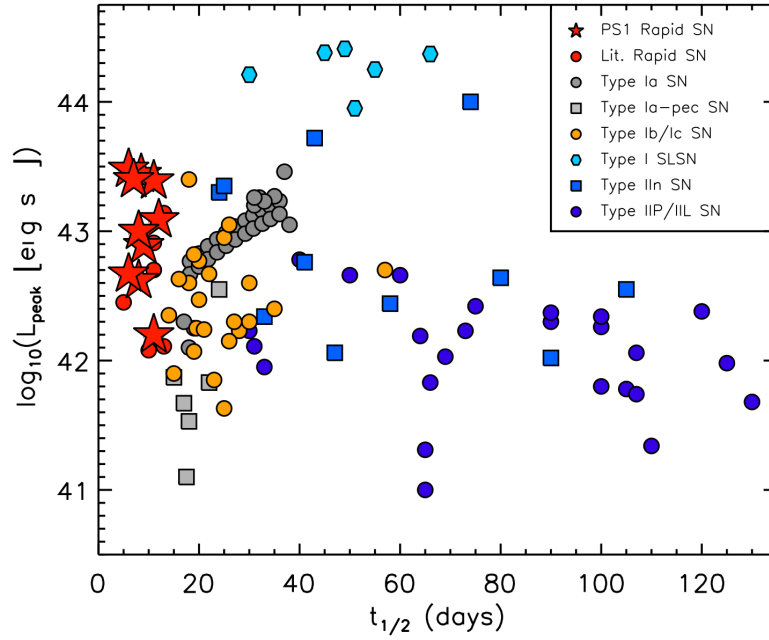 PS1 Rapid SN
Lit. Rapid SN
Type Ia SN
Type Ia-pec SN
Type Ib/Ic SN
Type I SLSN
Type IIn SN
Type IIP/IIL SN
44
43
42
41
log10(Lpeak [erg s J)
0 20 40 60 80 100 120
t1/2 (days)